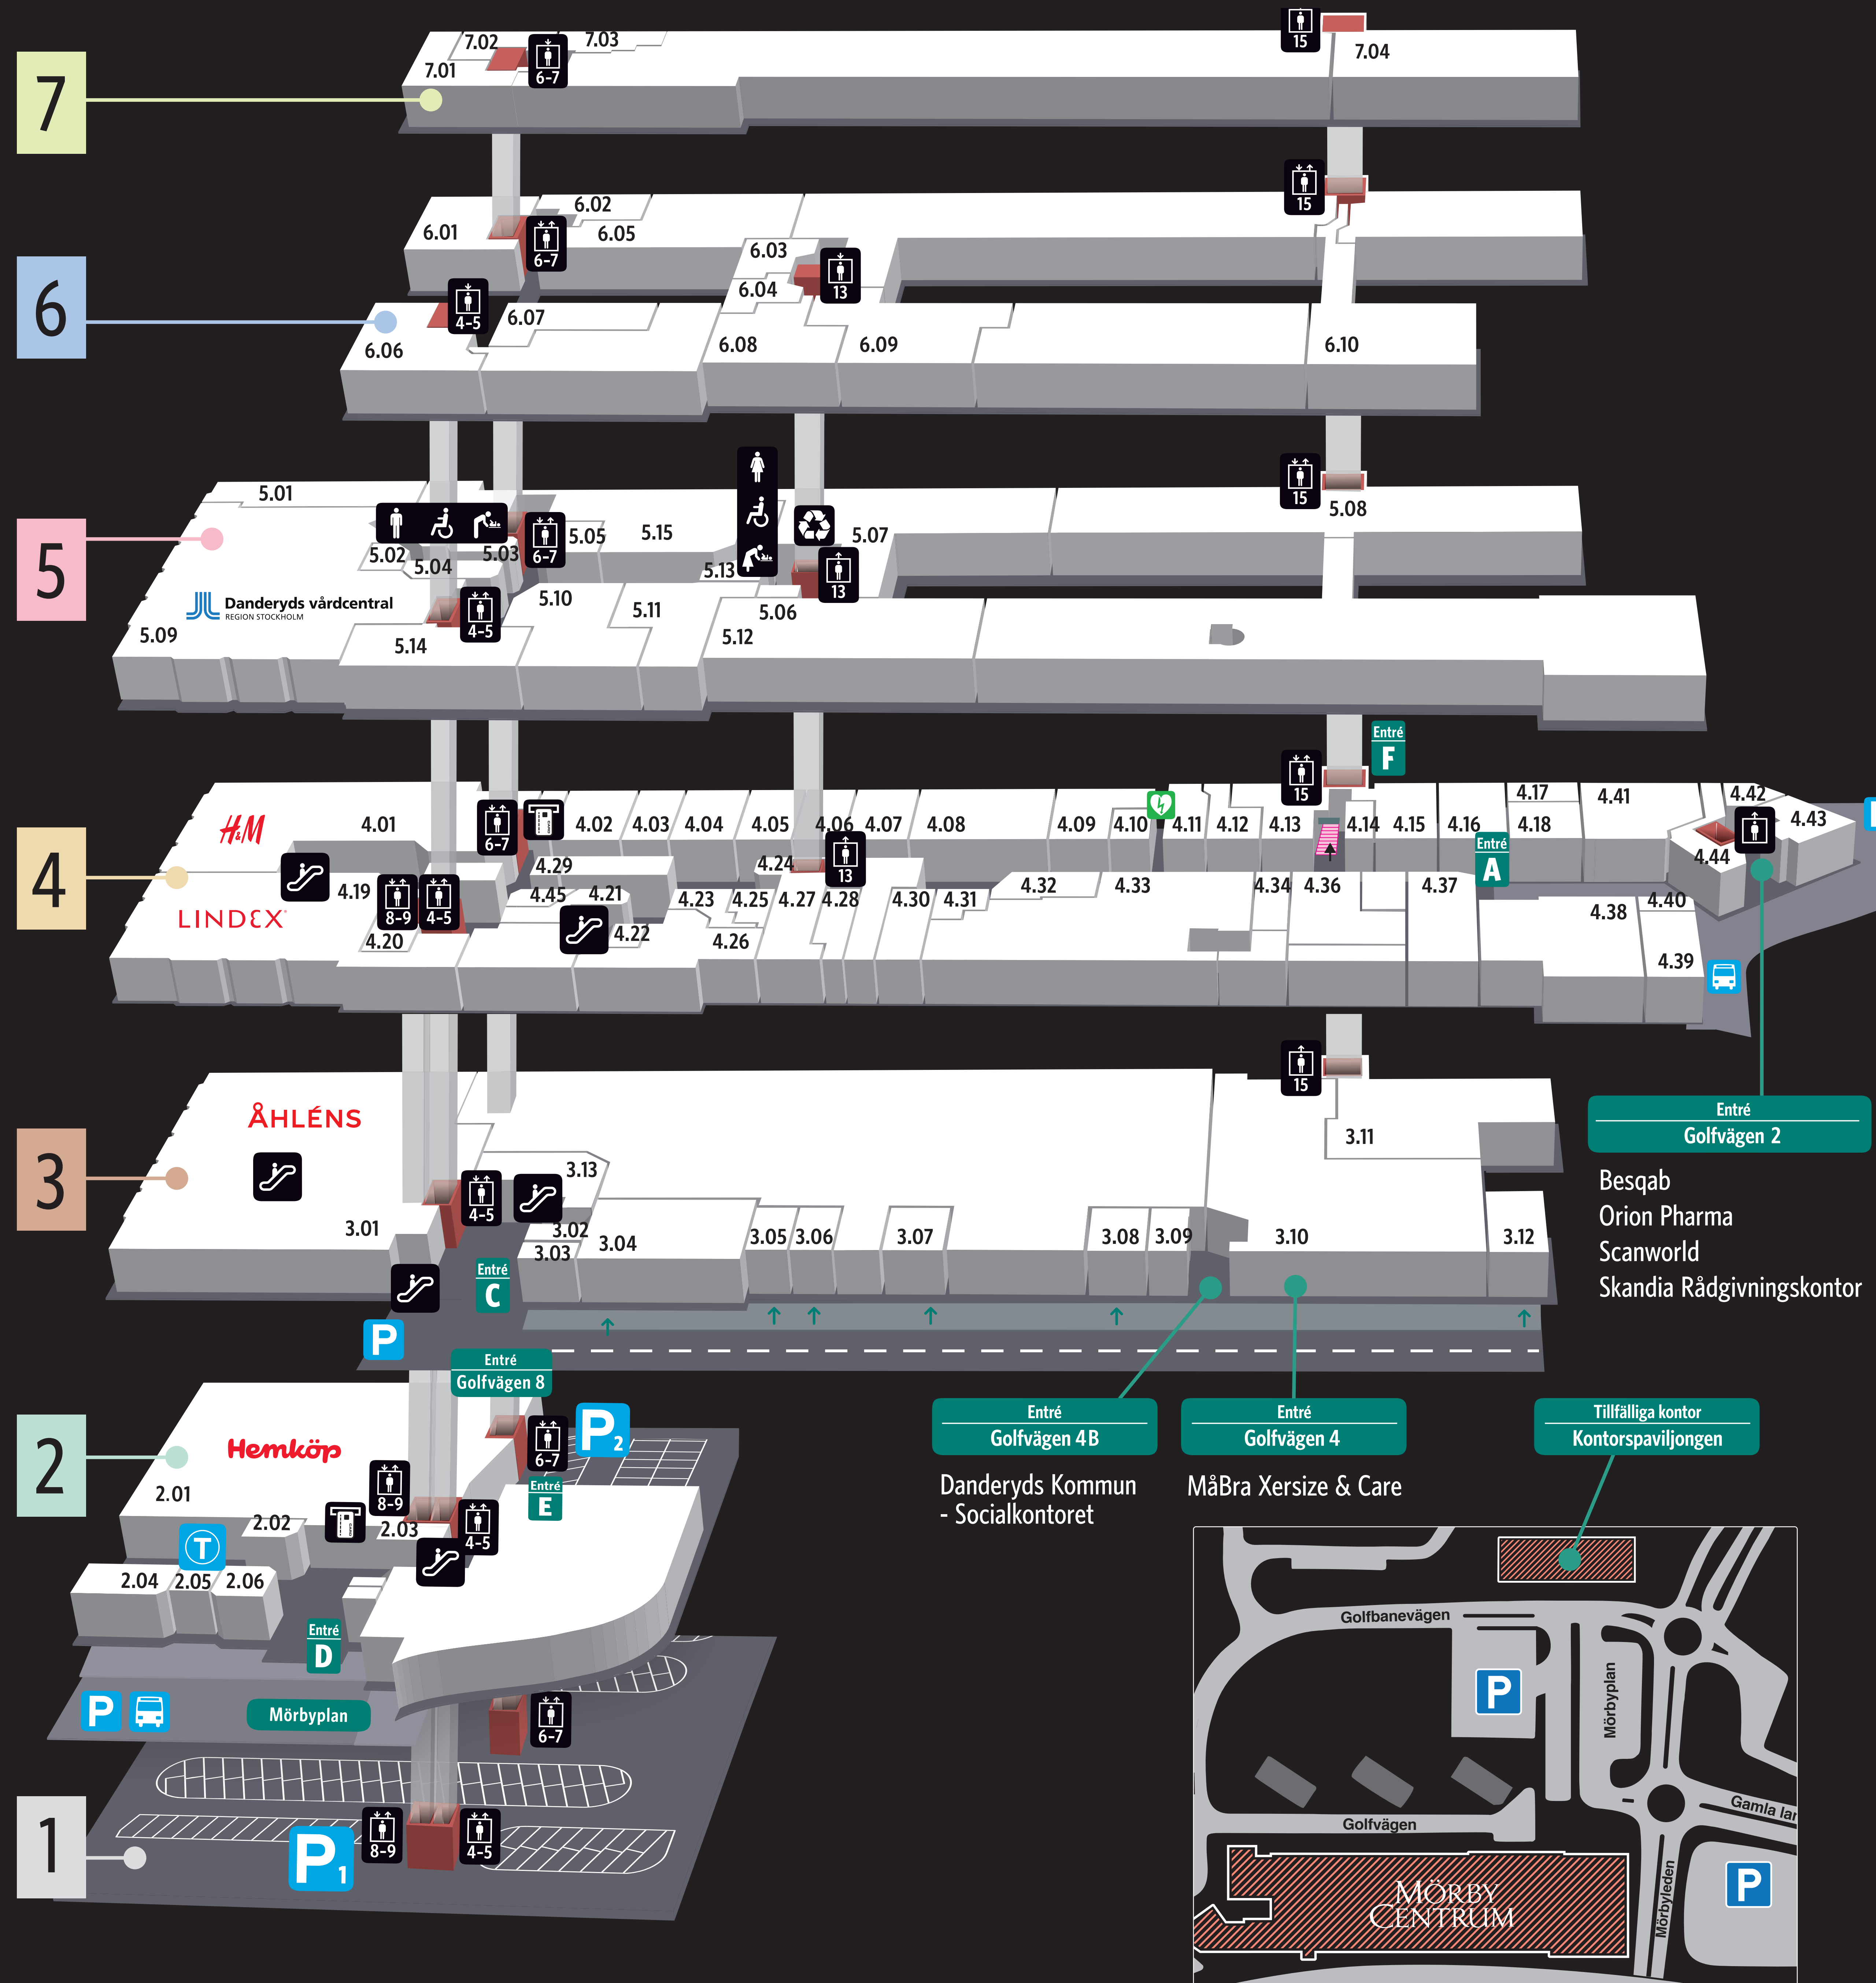 7
7.02
7.03
7.01
6-7
15
7.04
6
6.02
6.01
6.05
6-7
15
6.03
6.04
13
4-5
6.07
6.06
6.08
6.09
6.10
5
5.01
5.02
5.04
5.03
6-7
5.05
5.15
5.13
5.07
13
15
5.08
Danderyds vårdcentral
REGION STOCKHOLM
4-5
5.10
5.11
5.06
5.12
5.09
5.14
4
H&M
4.01
6-7
4.02
4.03
4.04
4.05
4.06
4.07
4.08
4.09
4.10
4.11
4.12
4.13
15
Entré
F
4.14
4.15
4.16
4.17
4.18
4.41
4.42
4.43
4.44
Entré
A
LINDEX
4.19
8-9
4-5
4.20
4.29
4.45
4.21
4.22
4.23
4.24
4.25
4.26
13
4.27
4.28
4.30
4.31
4.32
4.33
4.34
4.36
4.37
4.38
4.40
4.39
3
ÅHLÉNS
3.01
4-5
3.13
3.02
3.03
3.04
3.05
3.06
3.07
3.08
3.09
15
3.11
3.10
3.12
Entré
C
P
Entré
Golfvägen 2
Besqab
Orion Pharma
Scanworld
Skandia Rådgivningskontor
Entré
Golfvägen 8
Entré
Golfvägen 4B
Danderyds Kommun
- Socialkontoret
Entré
Golfvägen 4
MåBra Xersize & Care
Tillfälliga kontor
Kontorspaviljongen
2
Hemköp
2.01
2.02
2.03
8-9
4-5
6-7
P2
Entré
E
T
2.04
2.05
2.06
Entré
D
P
Mörbyplan
6-7
1
P1
8-9
4-5
Golfbanevägen
P
Mörbyplan
Golfvägen
Gamla
Mörbyleden
P
MÖRBY
CENTRUM